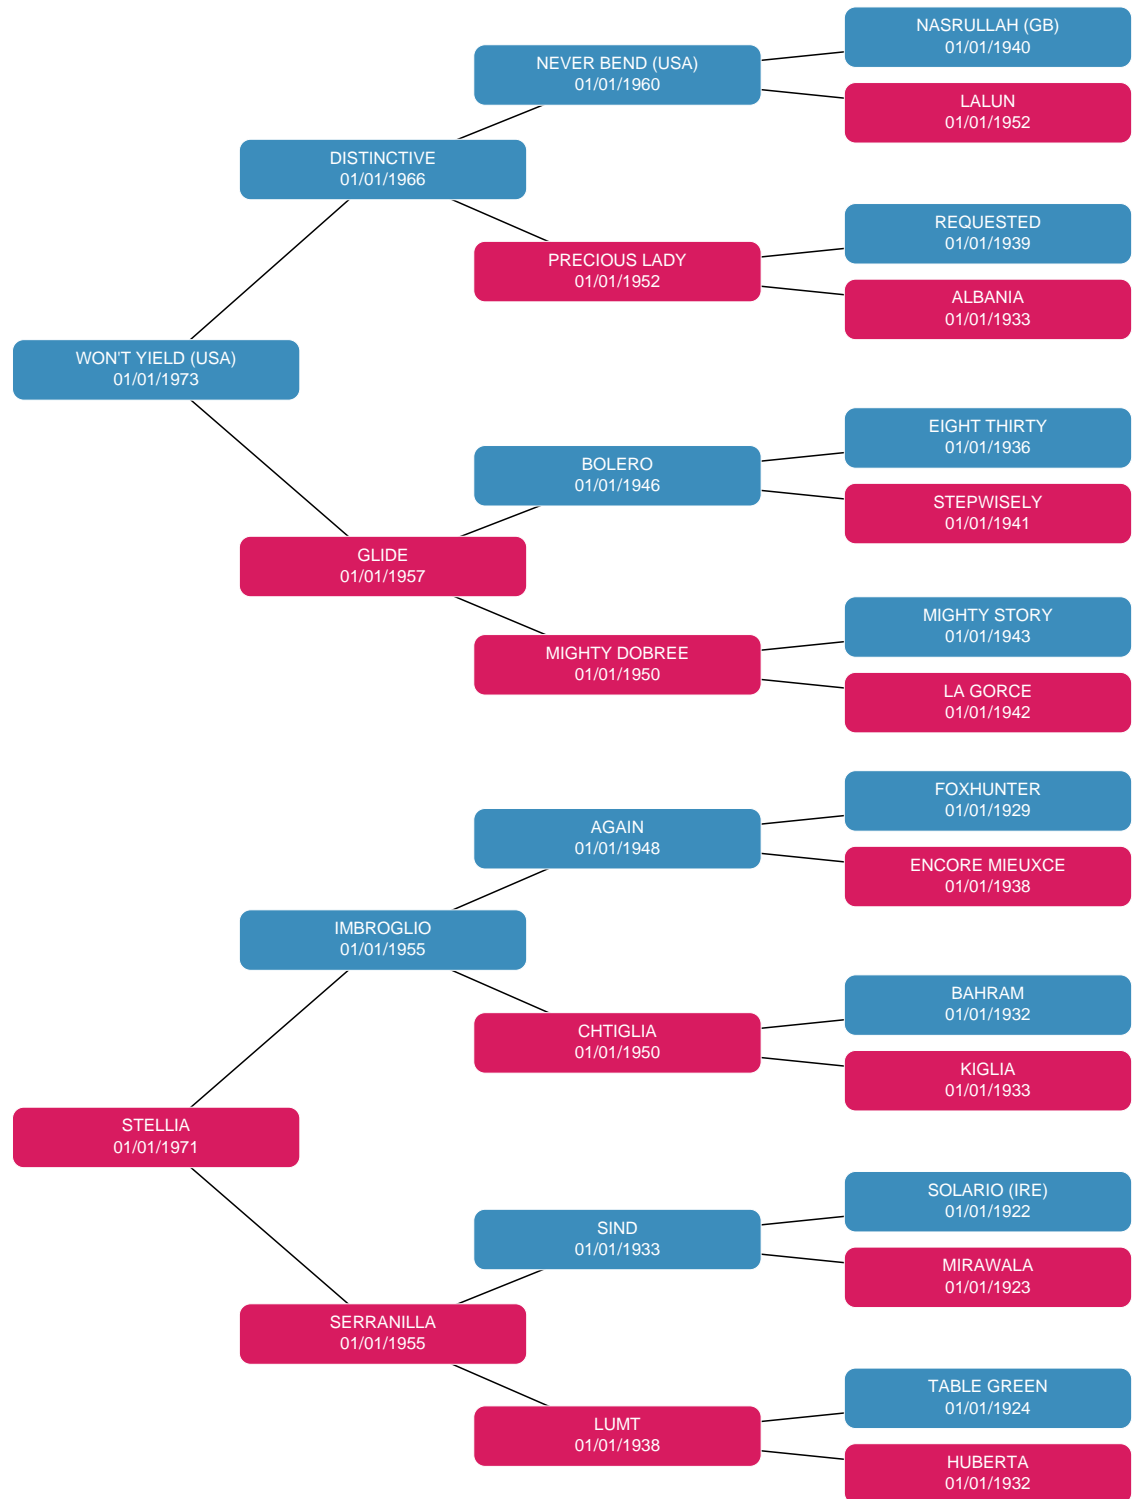 NASRULLAH (GB)
01/01/1940
NEVER BEND (USA)
01/01/1960
LALUN
01/01/1952
DISTINCTIVE
01/01/1966
REQUESTED
01/01/1939
PRECIOUS LADY
01/01/1952
ALBANIA
01/01/1933
WON'T YIELD (USA)
01/01/1973
EIGHT THIRTY
01/01/1936
BOLERO
01/01/1946
STEPWISELY
01/01/1941
GLIDE
01/01/1957
MIGHTY STORY
01/01/1943
MIGHTY DOBREE
01/01/1950
LA GORCE
01/01/1942
FOXHUNTER
01/01/1929
AGAIN
01/01/1948
ENCORE MIEUXCE
01/01/1938
IMBROGLIO
01/01/1955
BAHRAM
01/01/1932
CHTIGLIA
01/01/1950
KIGLIA
01/01/1933
STELLIA
01/01/1971
SOLARIO (IRE)
01/01/1922
SIND
01/01/1933
MIRAWALA
01/01/1923
SERRANILLA
01/01/1955
TABLE GREEN
01/01/1924
LUMT
01/01/1938
HUBERTA
01/01/1932